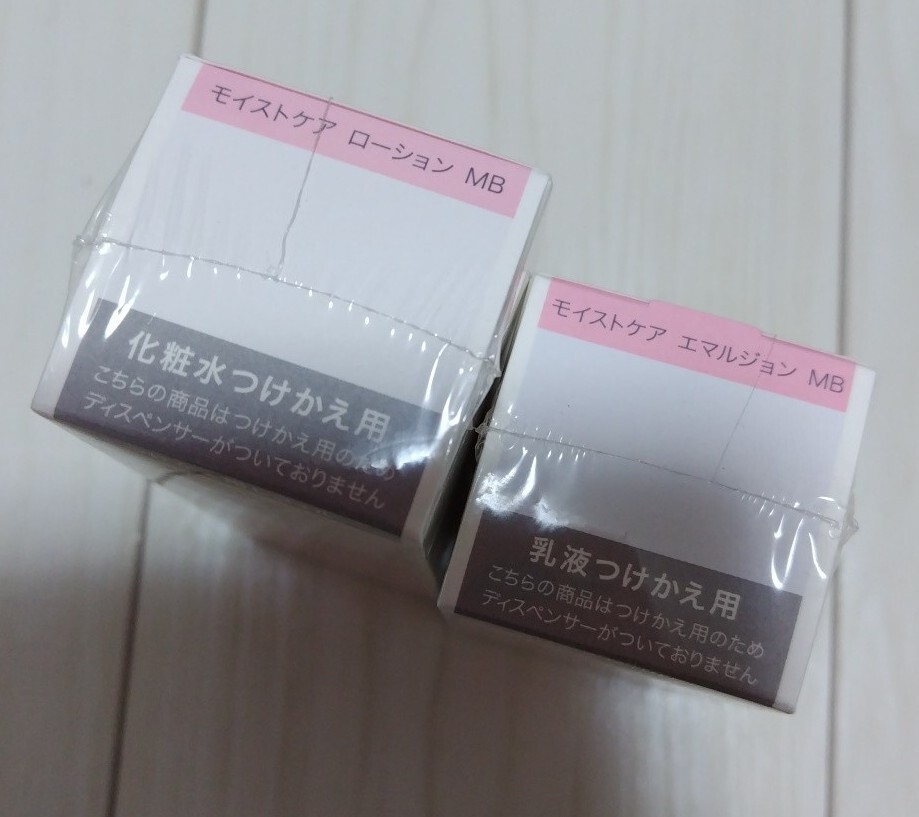 モイストケア ローション MB
化粧水つけかえ用
こちらの商品はつけかえ用のため
ディスペンサーがついておりません
モイストケア エマルジョン MB
乳液つけかえ用
こちらの商品はつけかえ用のため
ディスペンサーがついておりません